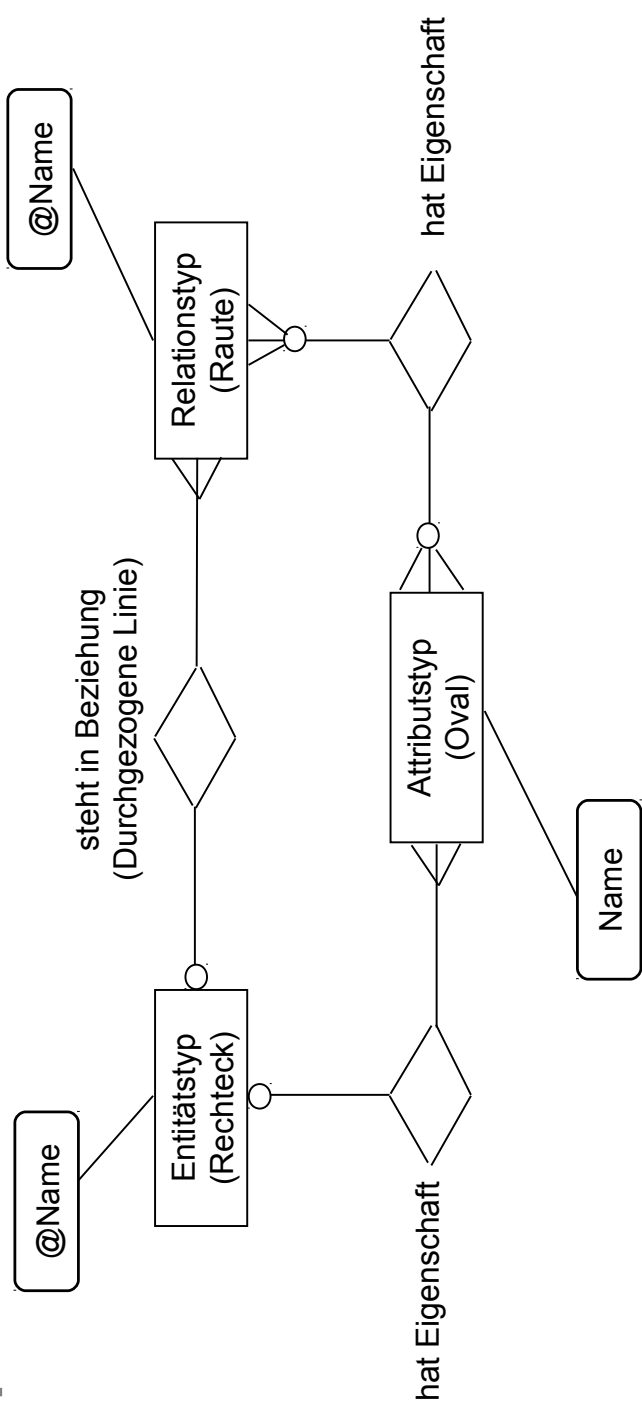 @Name
@Name
steht in Beziehung
(Durchgezogene Linie)
Entitätstyp
(Rechteck)
Relationstyp
(Raute)
hat Eigenschaft
Attributstyp
(Oval)
hat Eigenschaft
Name